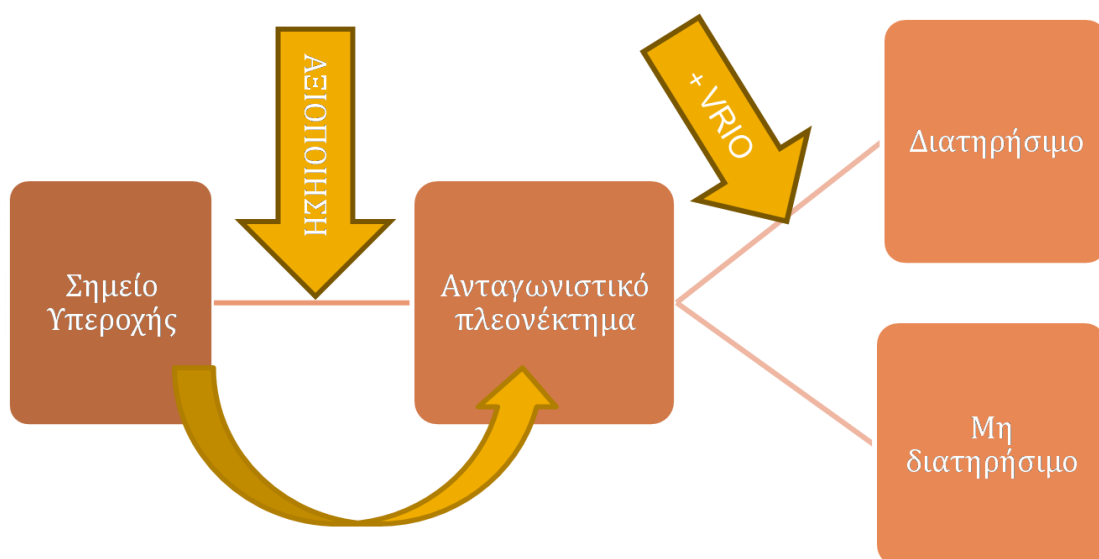 ΑΞΙΟΠΟΙΗΣΗ
+ VRIO
Διατηρήσιμο
Σημείο
Υπεροχής
Ανταγωνιστικό
πλεονέκτημα
Μη
διατηρήσιμο